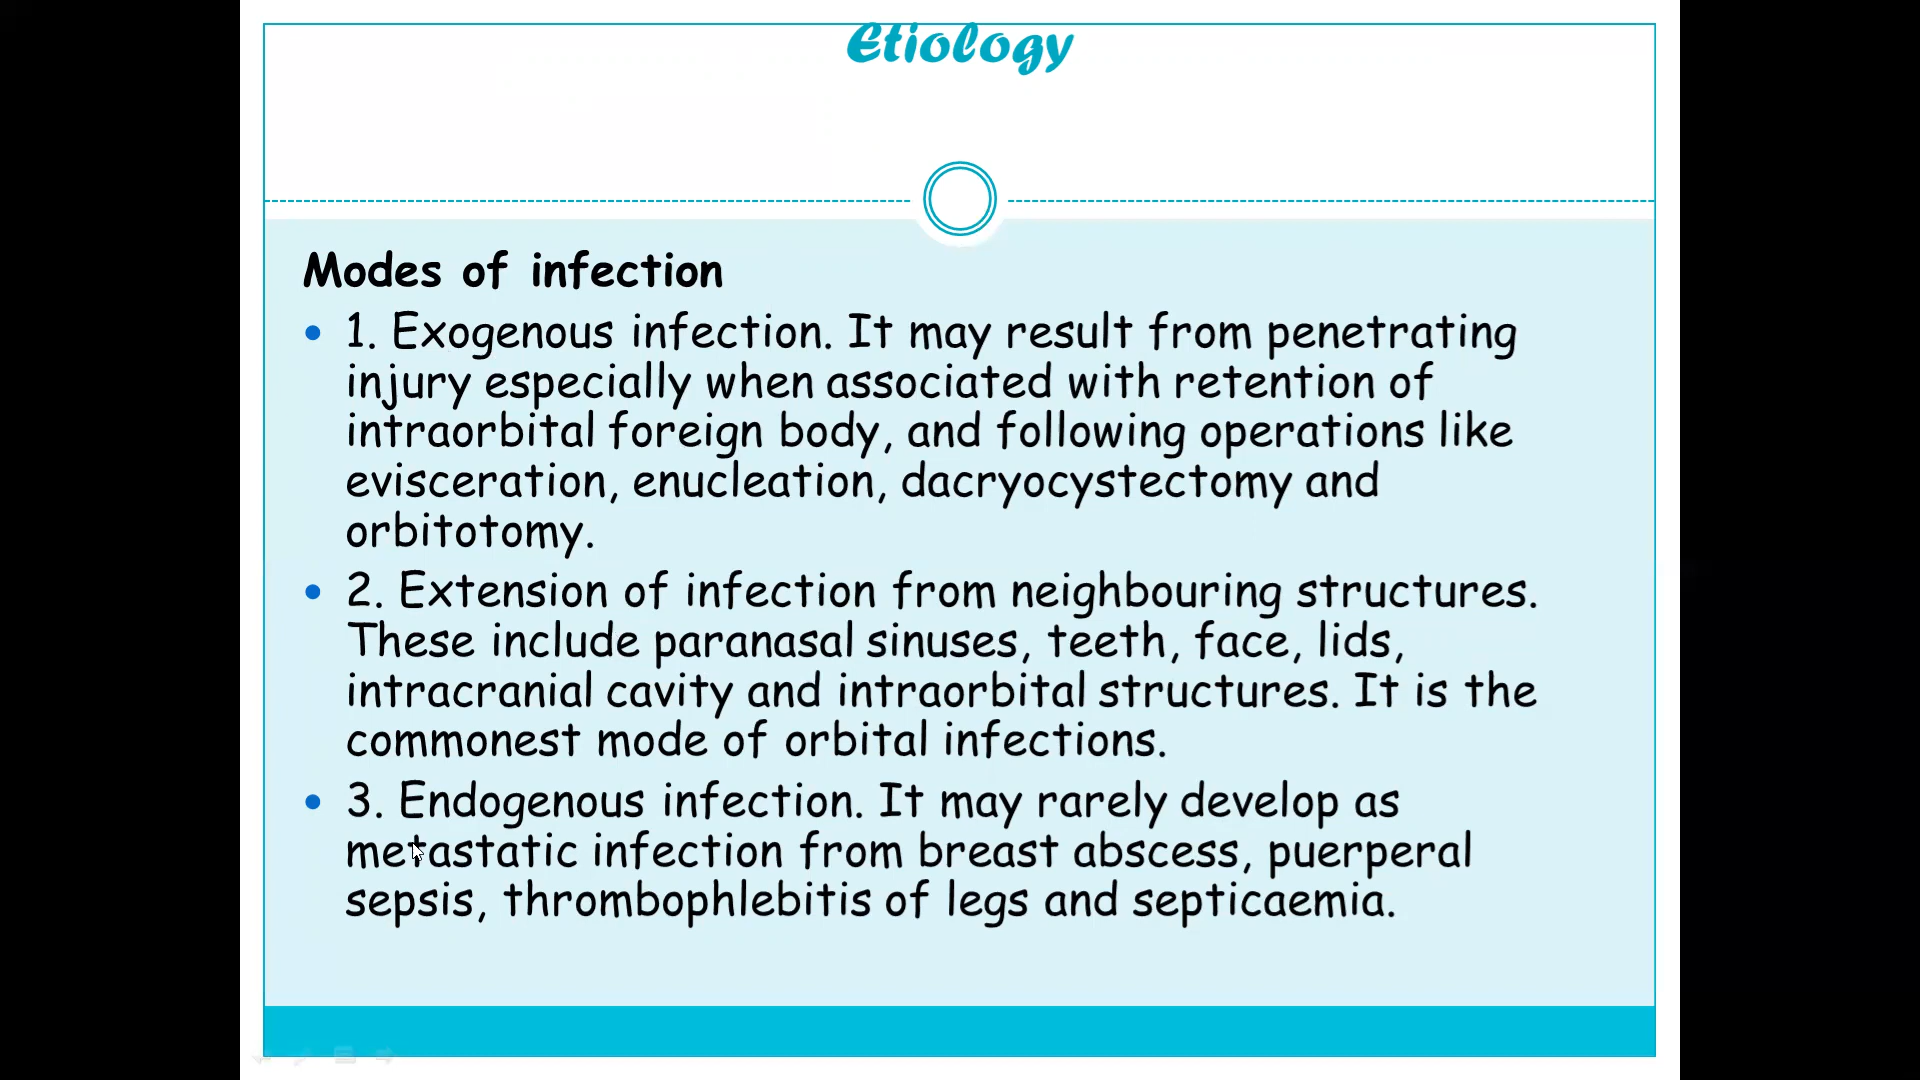 Etiology
Modes of infection
• 1. Exogenous infection. It may result from penetrating
injury especially when associated with retention of
intraorbital foreign body, and following operations like
evisceration, enucleation, dacryocystectomy and
orbitotomy.
• 2. Extension of infection from neighbouring structures.
These include paranasal sinuses, teeth, face, lids,
intracranial cavity and intraorbital structures. It is the
commonest mode of orbital infections.
• 3. Endogenous infection. It may rarely develop as
metastatic infection from breast abscess, puerperal
sepsis, thrombophlebitis of legs and septicaemia.